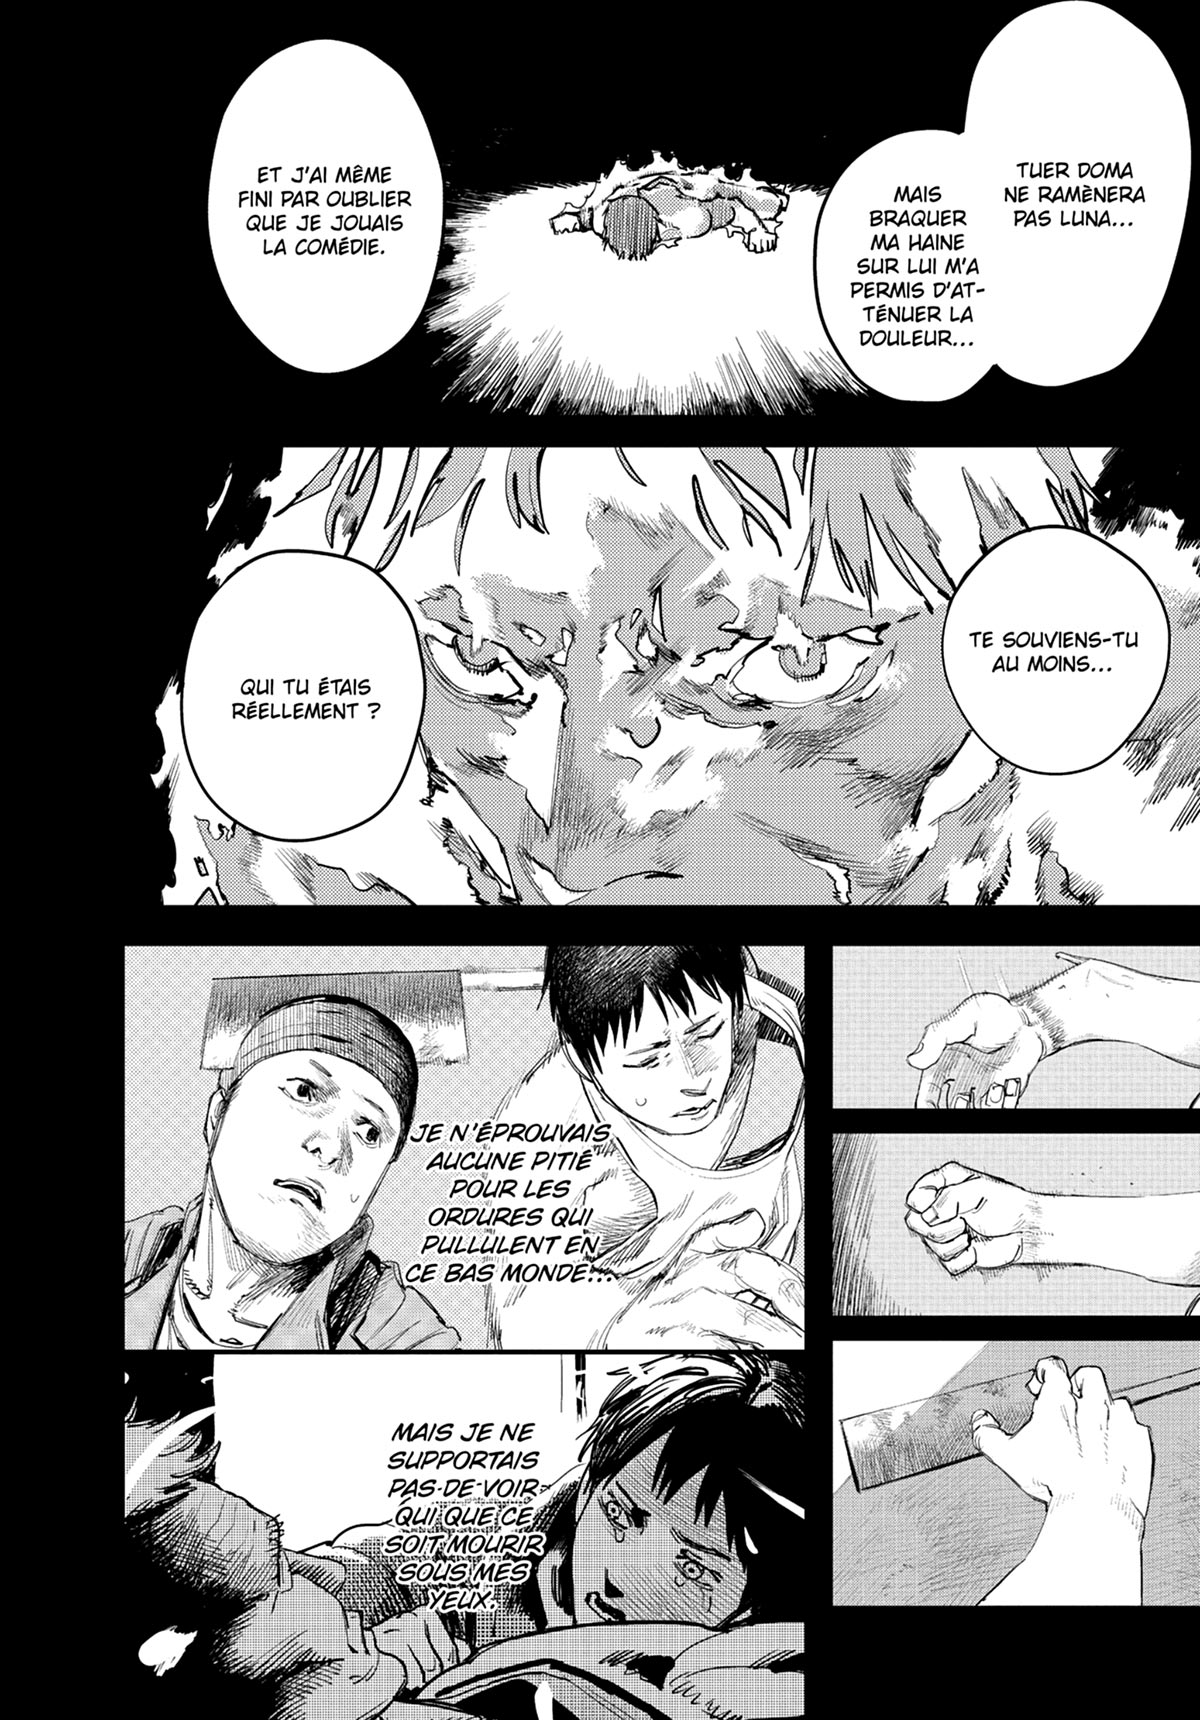 TUER DOMA
NE RAMÈNERA
PAS LUNA...
MAIS
BRAQUER
MA HAINE
SUR LUI M'A
PERMIS D'AT-
TÉNUER LA
DOULEUR...
ET J'AI MÊME
FINI PAR OUBLIER
QUE JE JOUAIS
LA COMÉDIE.
TE SOUVIENS-TU
AU MOINS...
QUI TU ÉTAIS
RÉELLEMENT ?
JE N'ÉPROUVAIS
AUCUNE PITIÉ
POUR LES
ORDURES QUI
PULLULENT EN
CE BAS MONDE...
MAIS JE NE
SUPPORTAIS
PAS DE VOIR
QUI QUE CE
SOIT MOURIR
SOUS MES
YEUX.